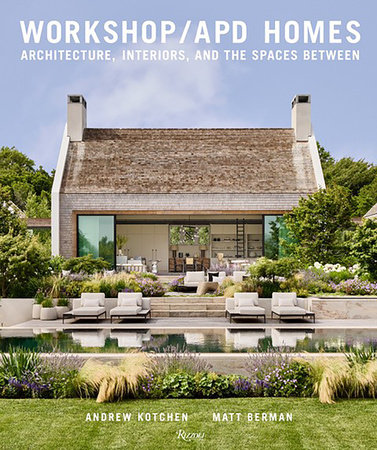 WORKSHOP/APD HOMES
ARCHITECTURE, INTERIORS, AND THE SPACES BETWEEN
ANDREW KOTCHEN MATT BERMAN
Rizzoli